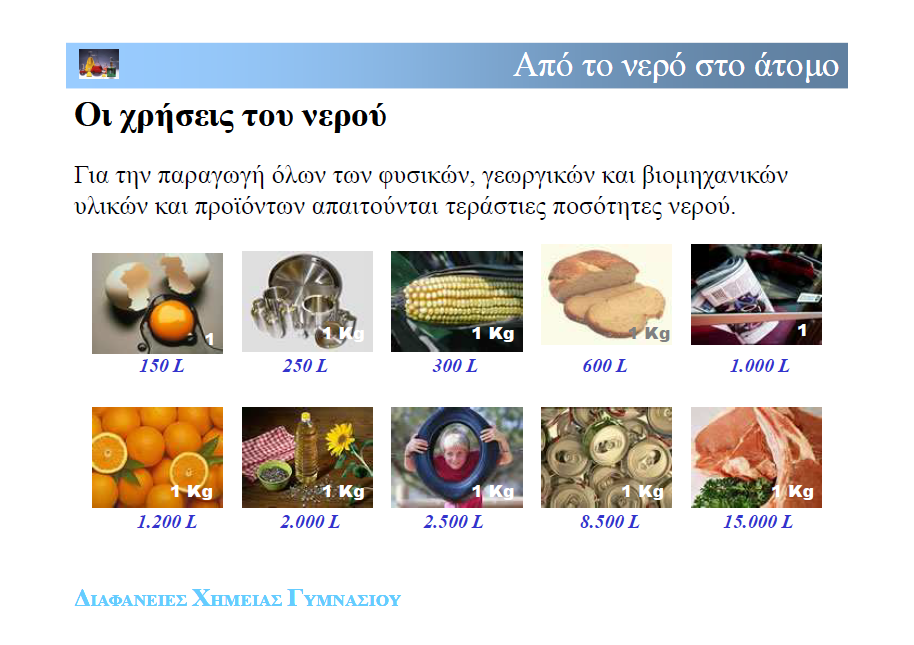 Από το νερό στο άτομο
Οι χρήσεις του νερού
Για την παραγωγή όλων των φυσικών, γεωργικών και βιομηχανικών
υλικών και προϊόντων απαιτούνται τεράστιες ποσότητες νερού.
1
1 Kg
1 Kg
1 Kg
1
150 L
250 L
300 L
600 L
1.000 L
1 Kg
1 Kg
1 Kg
1 Kg
1 Kg
1.200 L
2.000 L
2.500 L
8.500 L
15.000 L
ΔΙΑΦΑΝΕΙΕΣ ΧΗΜΕΙΑΣ ΓΥΜΝΑΣΙΟΥ